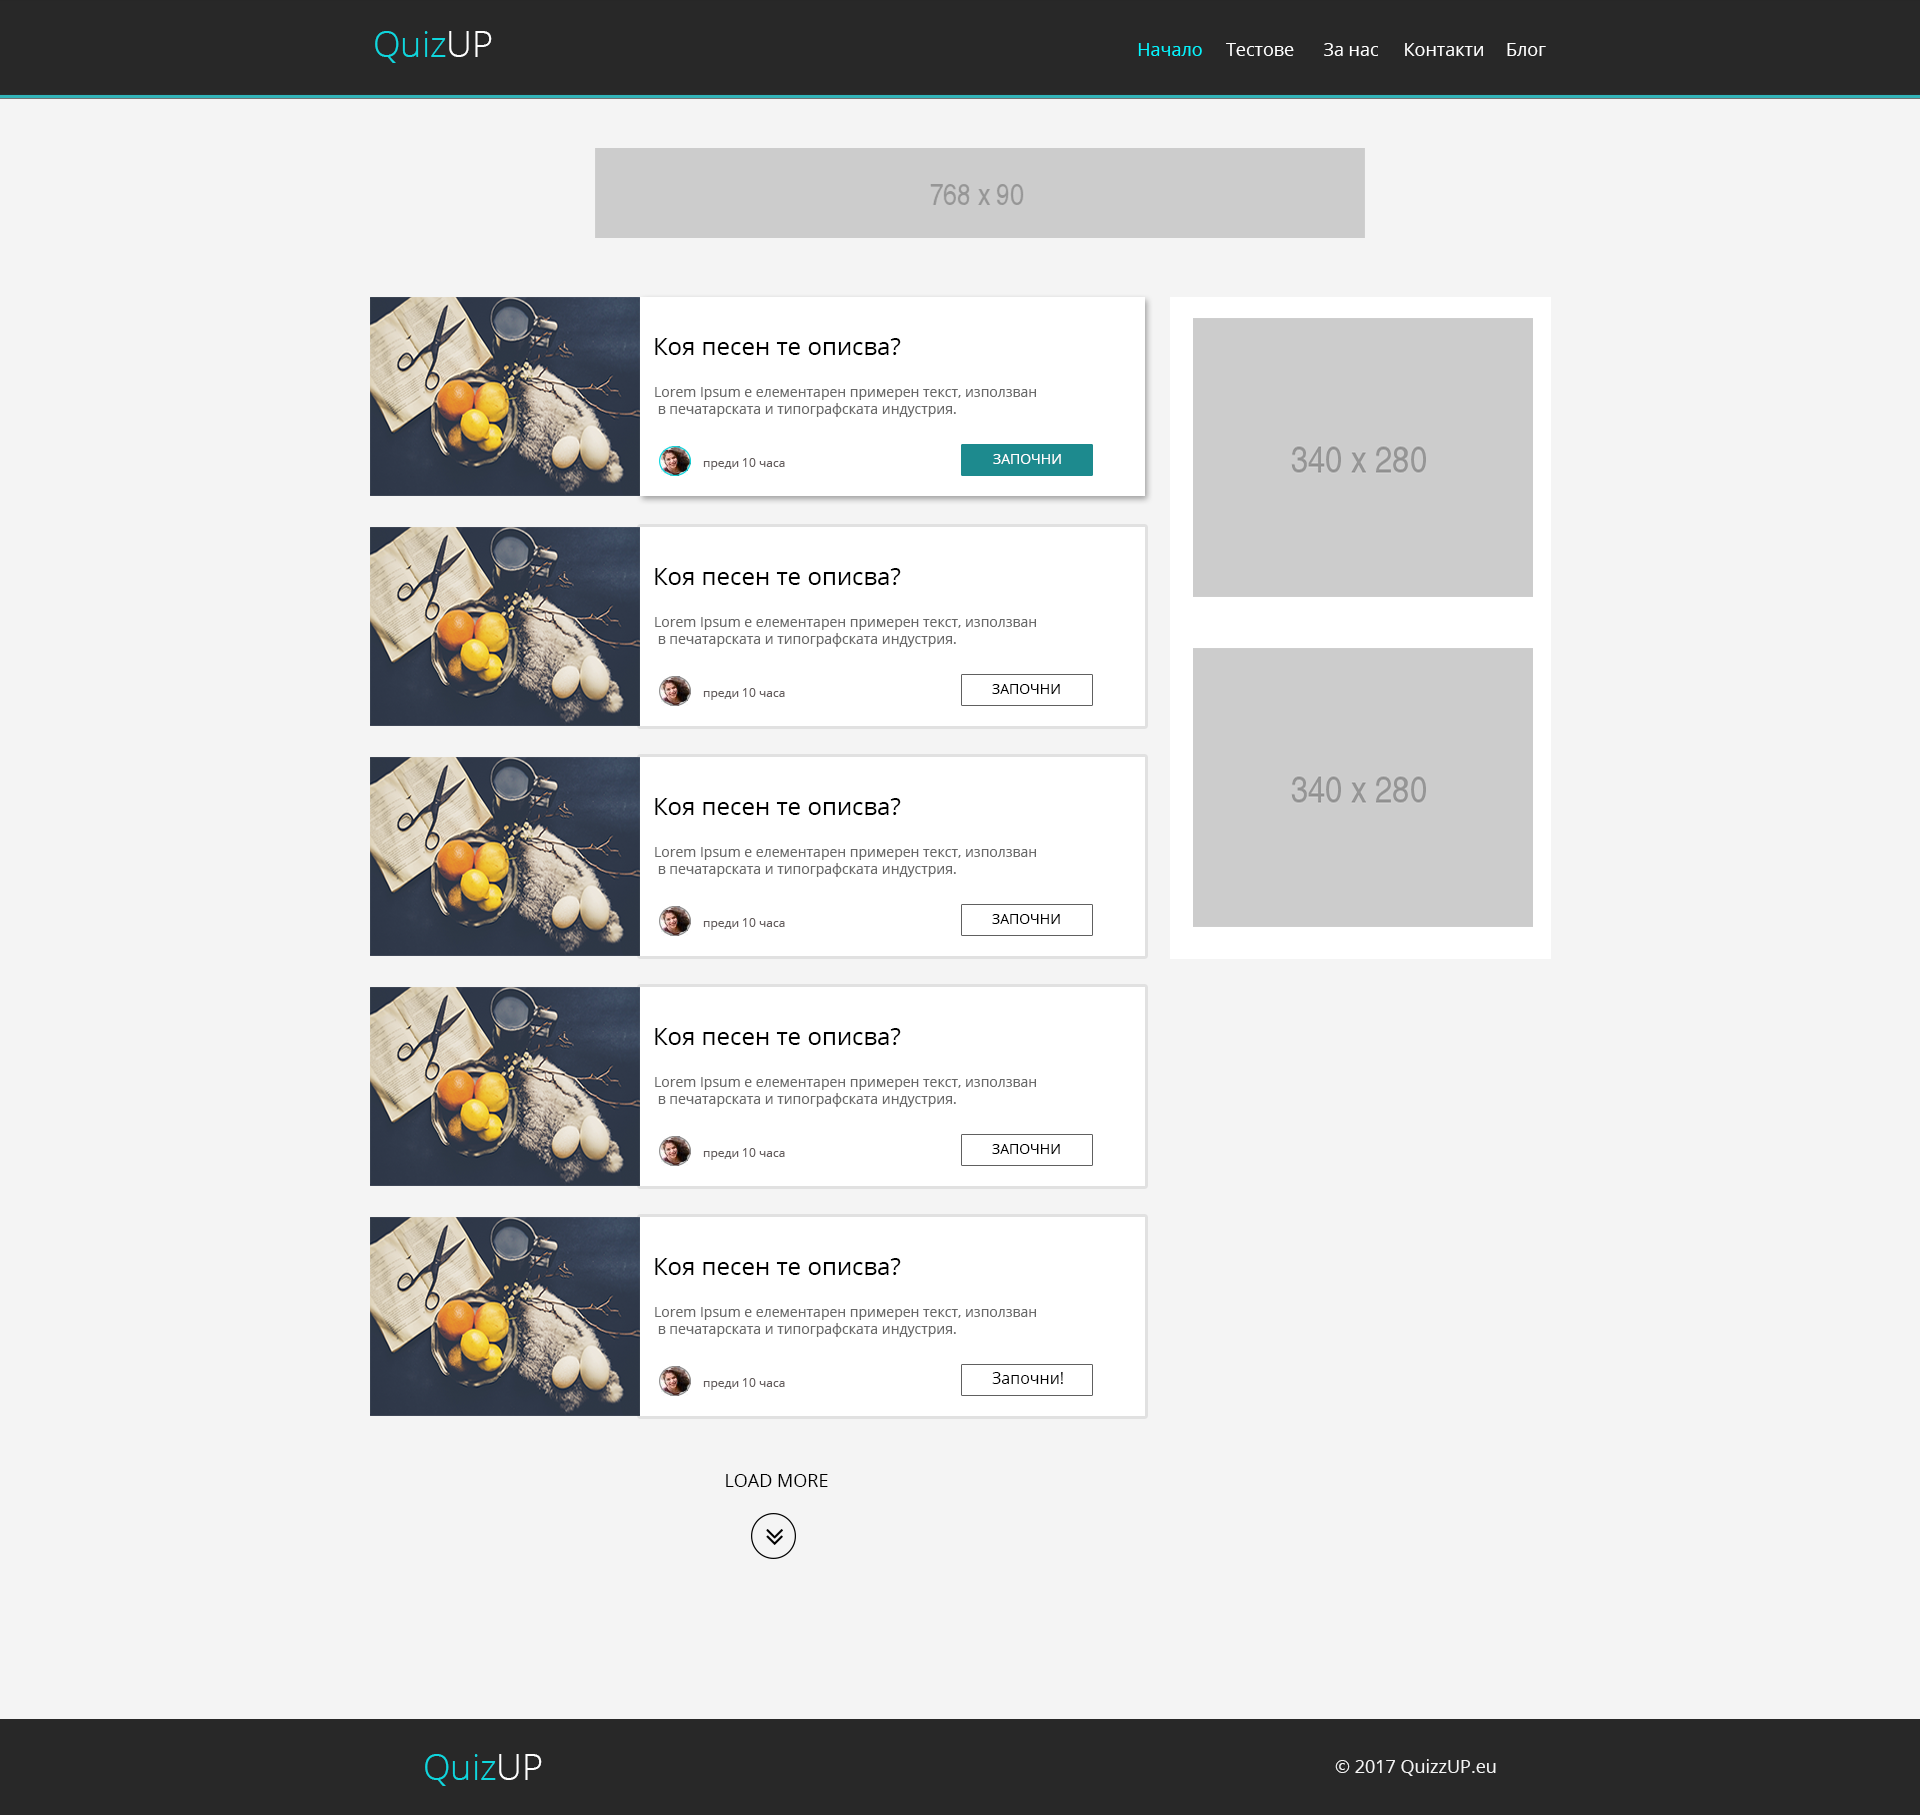 QuizUP
Начало Тестове За нас Контакти Блог
768 x 90
Коя песен те описва?
Lorem Ipsum е елементарен примерен текст, използван
в печатарската и типографската индустрия.
преди 10 часа
ЗАПОЧНИ
340 x 280
Коя песен те описва?
Lorem Ipsum е елементарен примерен текст, използван
в печатарската и типографската индустрия.
преди 10 часа
ЗАПОЧНИ
340 x 280
Коя песен те описва?
Lorem Ipsum е елементарен примерен текст, използван
в печатарската и типографската индустрия.
преди 10 часа
ЗАПОЧНИ
Коя песен те описва?
Lorem Ipsum е елементарен примерен текст, използван
в печатарската и типографската индустрия.
преди 10 часа
ЗАПОЧНИ
Коя песен те описва?
Lorem Ipsum е елементарен примерен текст, използван
в печатарската и типографската индустрия.
преди 10 часа
Започни!
LOAD MORE
QuizUP
© 2017 QuizzUP.eu